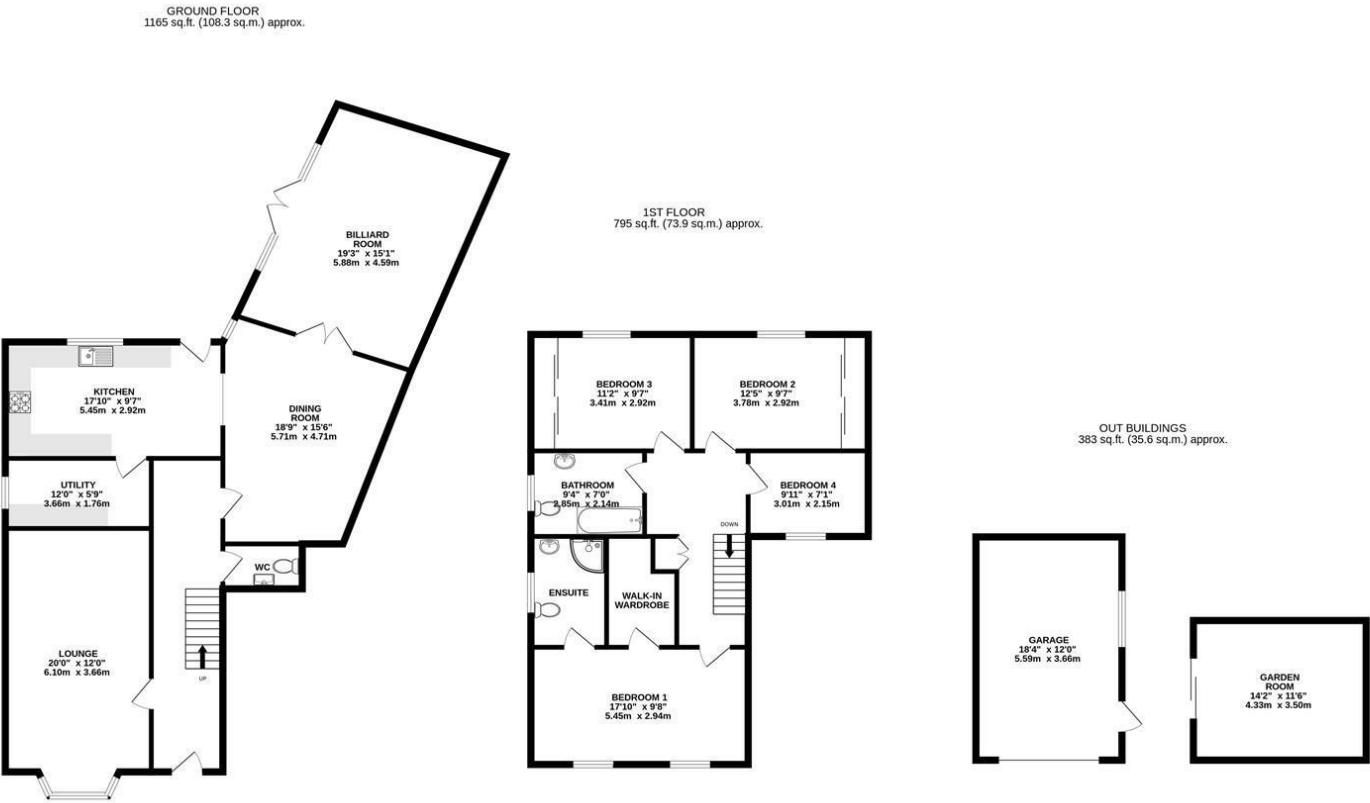 GROUND FLOOR
1165 sq.ft. (108.3 sq.m.) approx.
BILLIARD
ROOM
19'3" x 15'1"
5.88m x 4.59m
KITCHEN
17'10" x 9'7"
5.45m x 2.92m
DINING
ROOM
18'9" x 15'6"
5.71m x 4.71m
UTILITY
12'0" x 5'9"
3.66m x 1.76m
WC
LOUNGE
20'0" x 12'0"
6.10m x 3.66m
UP
1ST FLOOR
795 sq.ft. (73.9 sq.m.) approx.
BEDROOM 3
11'2" x 9'7"
3.41m x 2.92m
BEDROOM 2
12'5" x 9'7"
3.78m x 2.92m
BATHROOM
9'4" x 7'0"
2.85m x 2.14m
BEDROOM 4
9'11" x 7'1"
3.01m x 2.15m
DOWN
ENSUITE
WALK-IN
WARDROBE
BEDROOM 1
17'10" x 9'8"
5.45m x 2.94m
OUT BUILDINGS
383 sq.ft. (35.6 sq.m.) approx.
GARAGE
18'4" x 12'0"
5.59m x 3.66m
GARDEN
ROOM
14'2" x 11'6"
4.33m x 3.50m